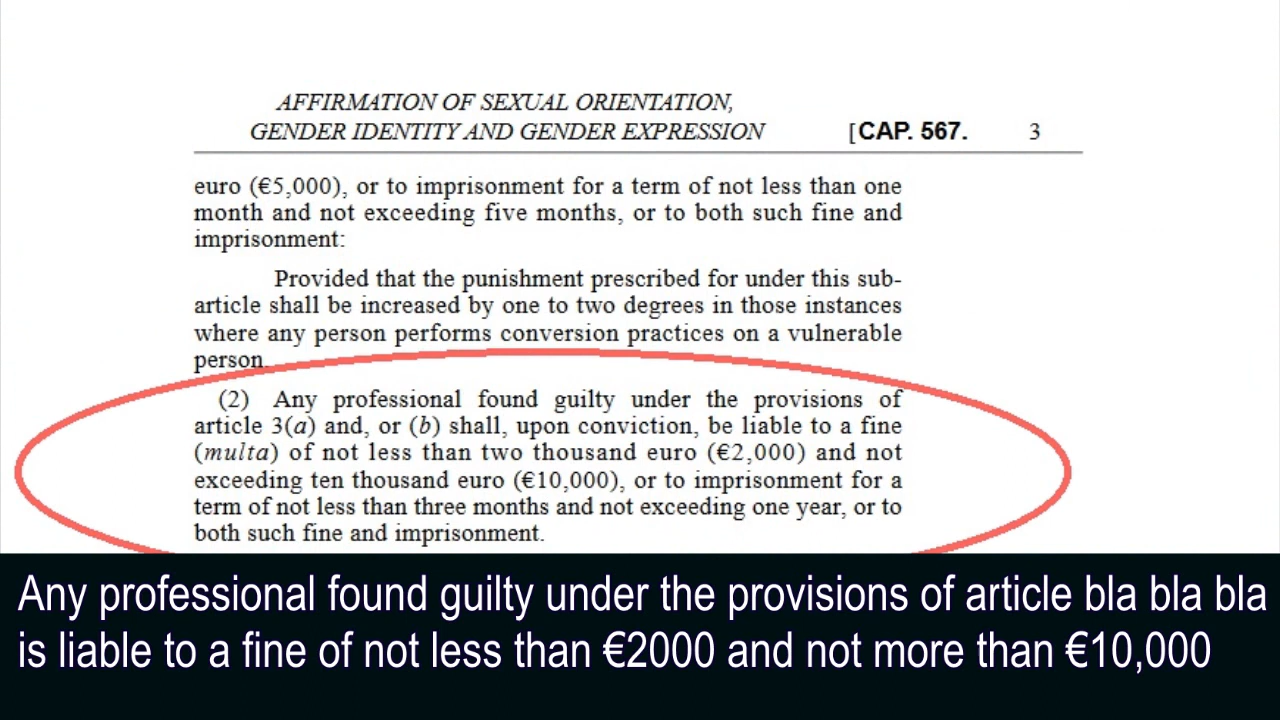 AFFIRMATION OF SEXUAL ORIENTATION,
GENDER IDENTITY AND GENDER EXPRESSION [CAP. 567. 3
euro (€5,000), or to imprisonment for a term of not less than one
month and not exceeding five months, or to both such fine and
imprisonment:
Provided that the punishment prescribed for under this sub-
article shall be increased by one to two degrees in those instances
where any person performs conversion practices on a vulnerable
person.
(2) Any professional found guilty under the provisions of
article 3(a) and, or (b) shall, upon conviction, be liable to a fine
(multa) of not less than two thousand euro (€2,000) and not
exceeding ten thousand euro (€10,000), or to imprisonment for a
term of not less than three months and not exceeding one year, or to
both such fine and imprisonment.
Any professional found guilty under the provisions of article bla bla bla
is liable to a fine of not less than €2000 and not more than €10,000